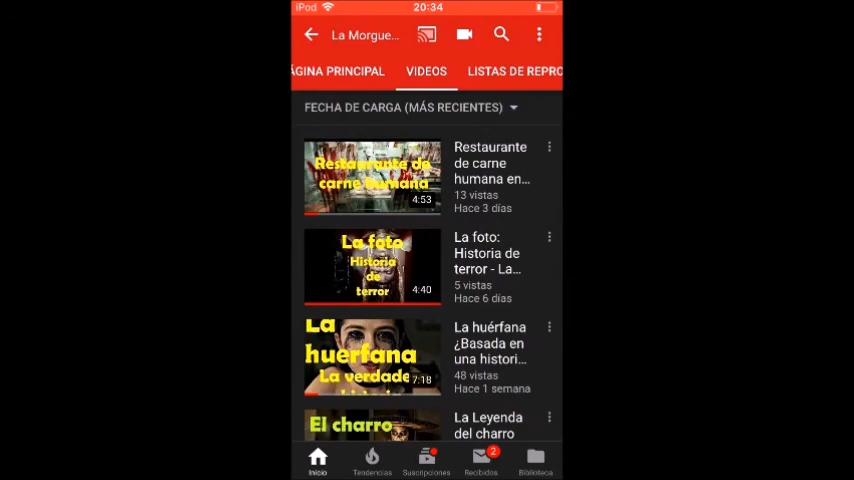 iPod
20:34
La Morgue...
ÁGINA PRINCIPAL
VIDEOS
LISTAS DE REPRO
FECHA DE CARGA (MÁS RECIENTES)
Restaurante de
carne humana
4:53
Restaurante
de carne
humana en...
13 vistas
Hace 3 días
La foto
Historia
de
terror
4:40
La foto:
Historia de
terror - La...
5 vistas
Hace 6 días
La
huerfana
La verdade
7:18
La huérfana
¿Basada en
una histori...
48 vistas
Hace 1 semana
El charro
La Leyenda
del charro
Inicio
Tendencias
Suscripciones
2
Recibidos
Biblioteca